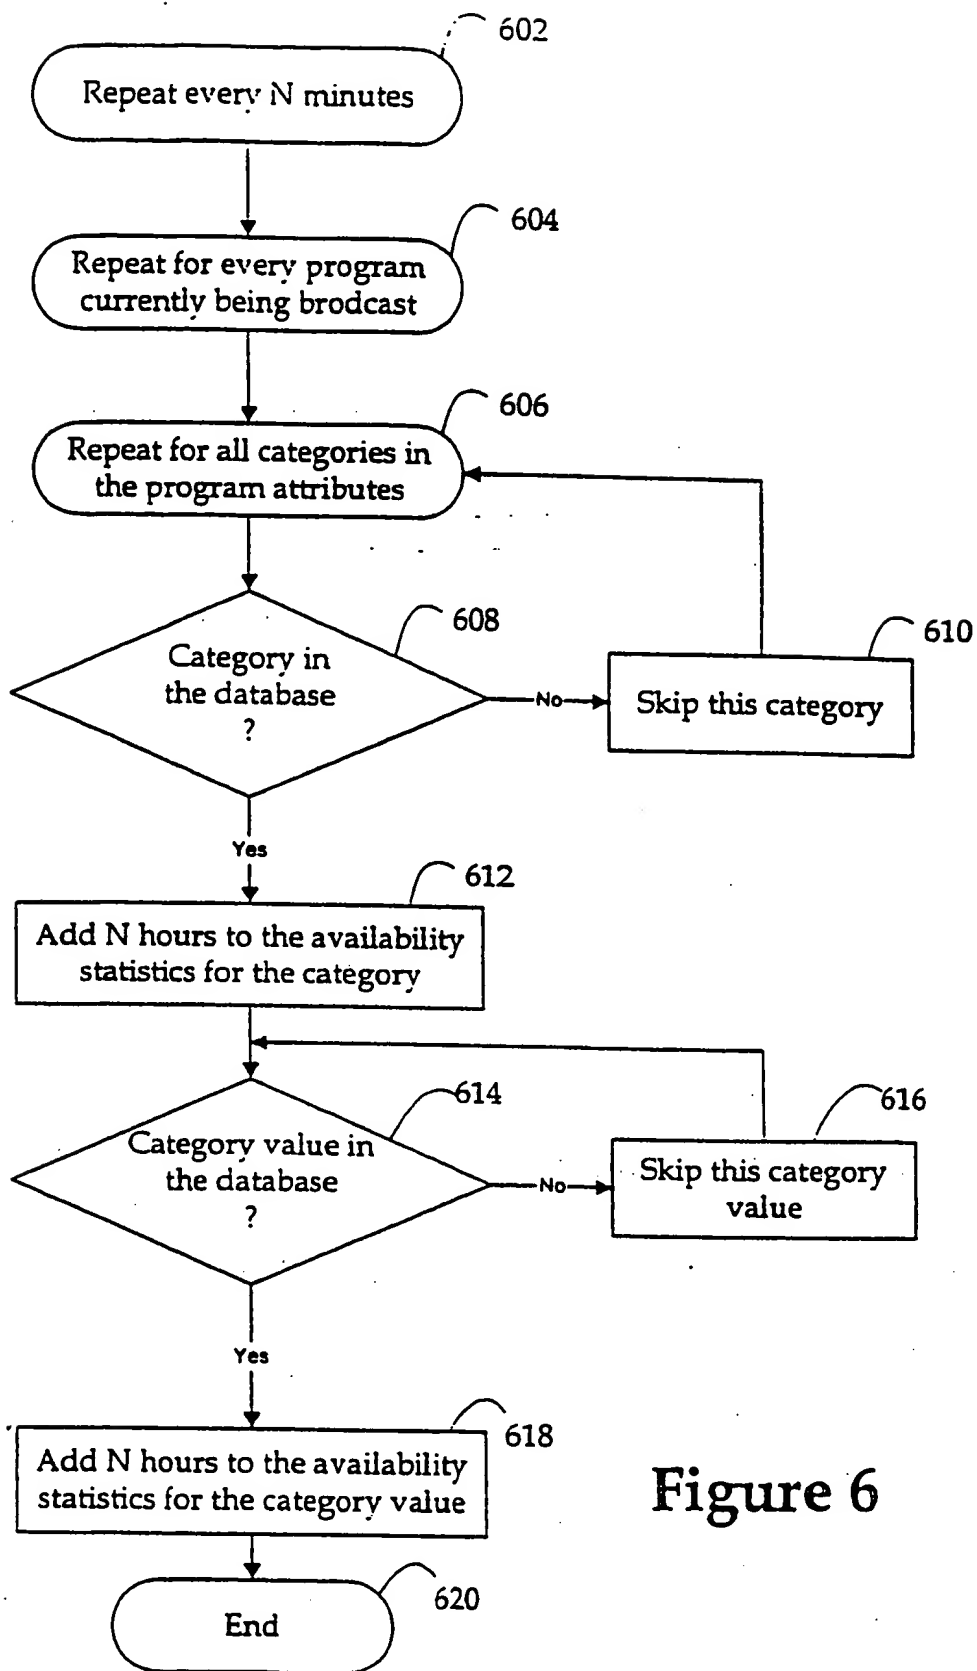 602
Repeat every N minutes
604
Repeat for every program
currently being brodcast
606
Repeat for all categories in
the program attributes
608
Category in
the database
?
No
610
Skip this category
Yes
612
Add N hours to the availability
statistics for the category
614
Category value in
the database
?
No
616
Skip this category
value
Yes
618
Add N hours to the availability
statistics for the category value
Figure 6
620
End